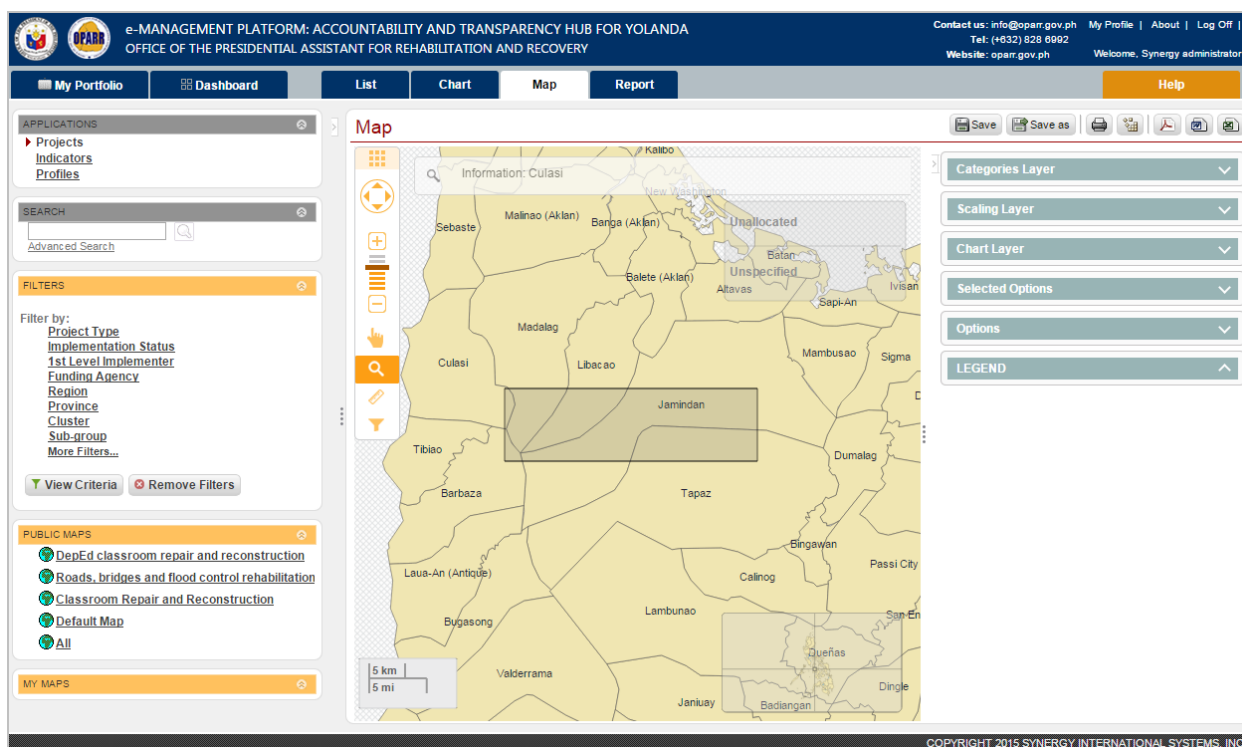 e-MANAGEMENT PLATFORM: ACCOUNTABILITY AND TRANSPARENCY HUB FOR YOLANDA
OFFICE OF THE PRESIDENTIAL ASSISTANT FOR REHABILITATION AND RECOVERY
OPARR
Contact us: info@oparr.gov.ph
Tel: (+632) 828 6992
Website: oparr.gov.ph
My Profile | About | Log Off |
Welcome, Synergy administrator
My Portfolio
Dashboard
List
Chart
Map
Report
Help
APPLICATIONS
Projects
Indicators
Profiles
SEARCH
Advanced Search
FILTERS
Filter by:
Project Type
Implementation Status
1st Level Implementer
Funding Agency
Region
Province
Cluster
Sub-group
More Filters...
View Criteria
Remove Filters
PUBLIC MAPS
DepEd classroom repair and reconstruction
Roads, bridges and flood control rehabilitation
Classroom Repair and Reconstruction
Default Map
All
MY MAPS
Map
Save
Save as
Kalibo
Information: Culasi
New Washington
Malinao (Aklan)
Banga (Aklan)
Unallocated
Sebaste
Batan
Unspecified
Balete (Aklan)
Altavas
Ivisan
Sapi-An
Madalag
Mambusao
Sigma
Culasi
Libacao
D
Jamindan
Tibiao
Dumalag
Barbaza
Tapaz
Bingawan
Passi City
Laua-An (Antique)
Calinog
Lambunao
San-En
Bugasong
Dueñas
5 km
5 mi
Valderrama
Dingle
Janiuay
Badiangan
Categories Layer
Scaling Layer
Chart Layer
Selected Options
Options
LEGEND
COPYRIGHT 2015 SYNERGY INTERNATIONAL SYSTEMS, INC